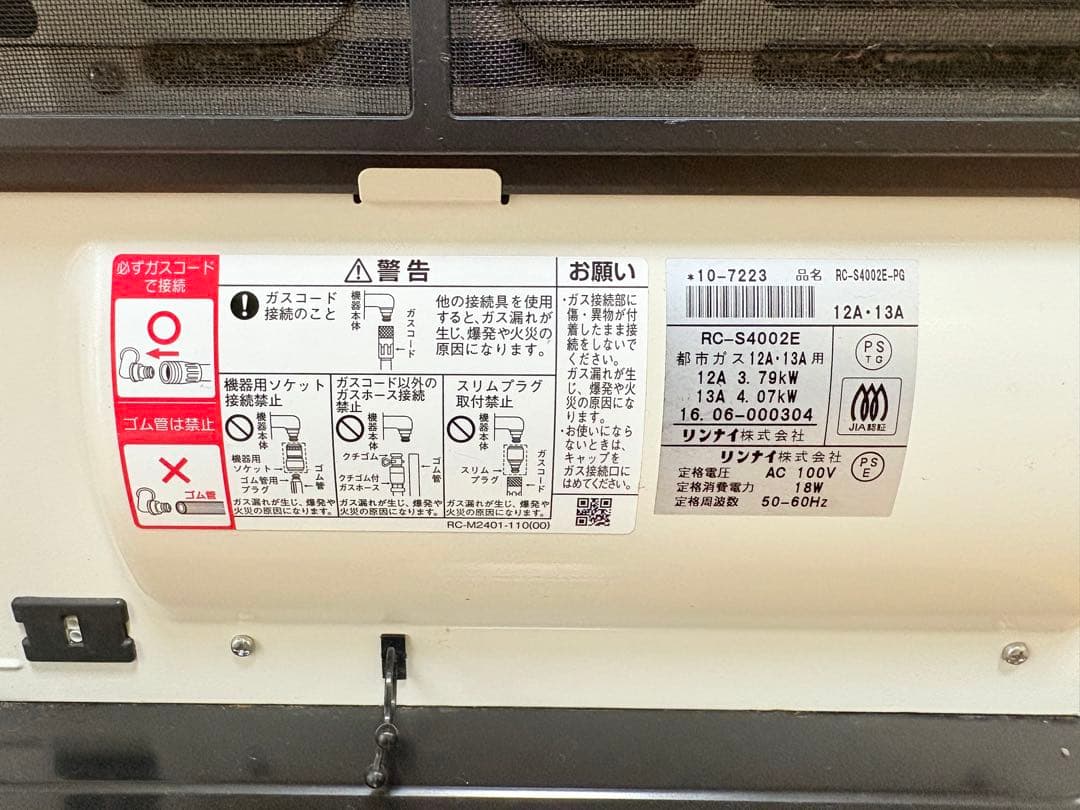 必ずガスコード
で接続
ゴム管は禁止
ゴム管
警告
ガスコード
接続のこと
機器本体
ガスコード
他の接続具を使用
すると、ガス漏れが
生じ、爆発や火災の
原因になります。
機器用ソケット
接続禁止
機器本体
機器用
ソケット
ゴム管用
プラグ
ゴム管
ガス漏れが生じ、爆発や
火災の原因になります。
ガスコード以外の
ガスホース接続
禁止
機器本体
クチゴム
クチゴム付
ガスホース
ゴム管
ガス漏れが生じ、爆発や
火災の原因になります。
スリムプラグ
取付禁止
機器本体
スリム
プラグ
ガスコード
ガス漏れが生じ、爆発や
火災の原因になります。
RC-M2401-110(00)
お願い
・ガス接続部に
傷・異物が付
着したまま接
続をしないで
ください。
ガス漏れが生
じ、爆発や火
災の原因にな
ります。
・お使いになら
ないときは、
キャップを
ガス接続口に
はめてください。
*10-7223 品名 RC-S4002E-PG
12A・13A
RC-S4002E
都市ガス12A・13A用
12A 3.79kW
13A 4.07kW
16.06-000304
リンナイ株式会社
PS
TG
JIA認証
リンナイ株式会社
定格電圧 AC 100V
定格消費電力 18W
定格周波数 50-60Hz
PS
E